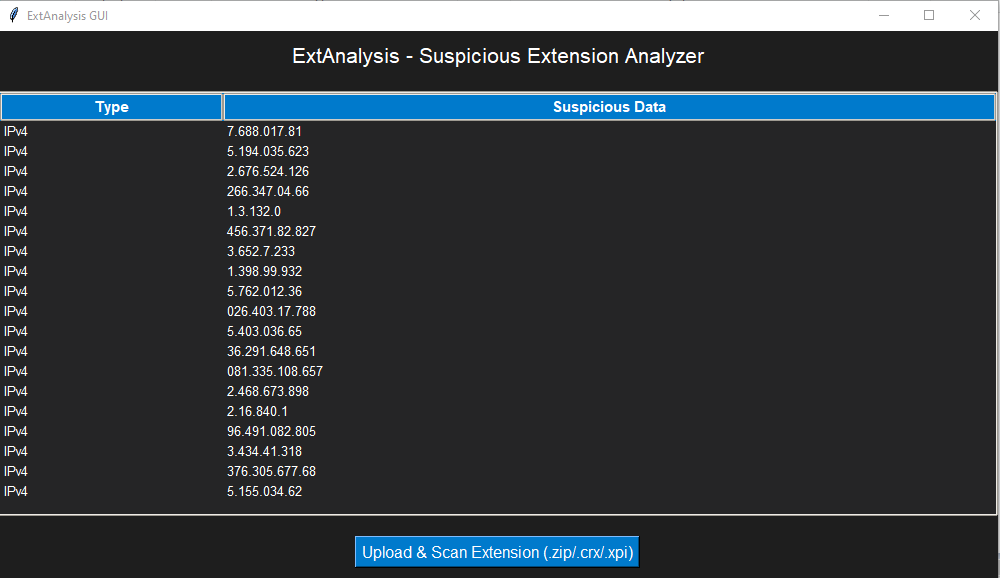 ExtAnalysis GUI
ExtAnalysis - Suspicious Extension Analyzer
Type Suspicious Data
IPv4 7.688.017.81
IPv4 5.194.035.623
IPv4 2.676.524.126
IPv4 266.347.04.66
IPv4 1.3.132.0
IPv4 456.371.82.827
IPv4 3.652.7.233
IPv4 1.398.99.932
IPv4 5.762.012.36
IPv4 026.403.17.788
IPv4 5.403.036.65
IPv4 36.291.648.651
IPv4 081.335.108.657
IPv4 2.468.673.898
IPv4 2.16.840.1
IPv4 96.491.082.805
IPv4 3.434.41.318
IPv4 376.305.677.68
IPv4 5.155.034.62
Upload & Scan Extension (.zip/.crx/.xpi)